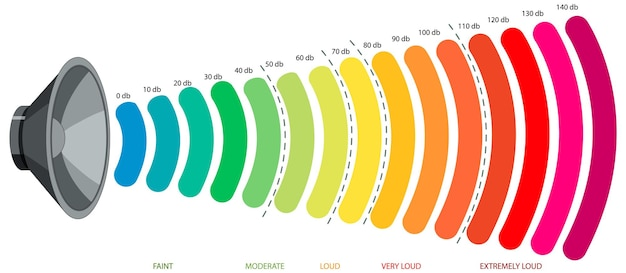 0 db
10 db
20 db
30 db
40 db
50 db
60 db
70 db
80 db
90 db
100 db
110 db
120 db
130 db
140 db
FAINT
MODERATE
LOUD
VERY LOUD
EXTREMELY LOUD